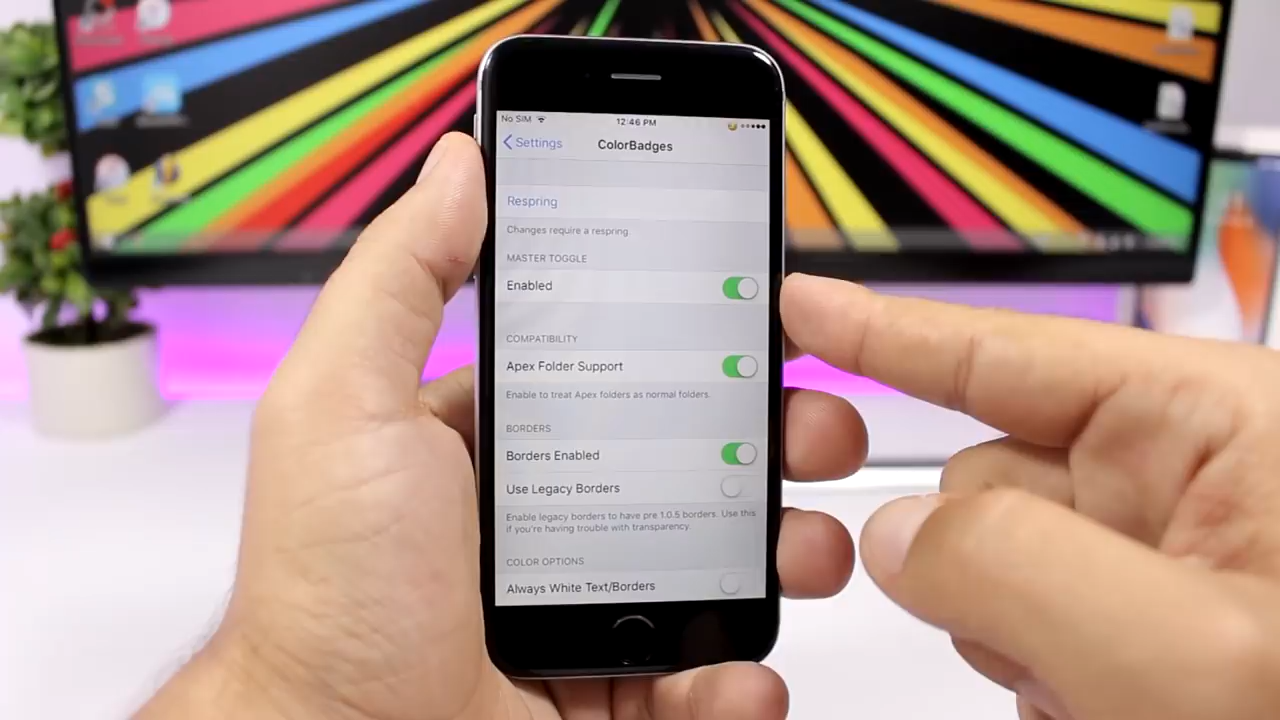 No SIM 12:46 PM
Settings ColorBadges
Respring
Changes require a respring
MASTER TOGGLE
Enabled
COMPATIBILITY
Apex Folder Support
Enable to treat Apex folders as normal folders.
BORDERS
Borders Enabled
Use Legacy Borders
Enable legacy borders to have pre 1.0.5 borders. Use this
if you're having trouble with transparency.
COLOR OPTIONS
Always White Text/Borders